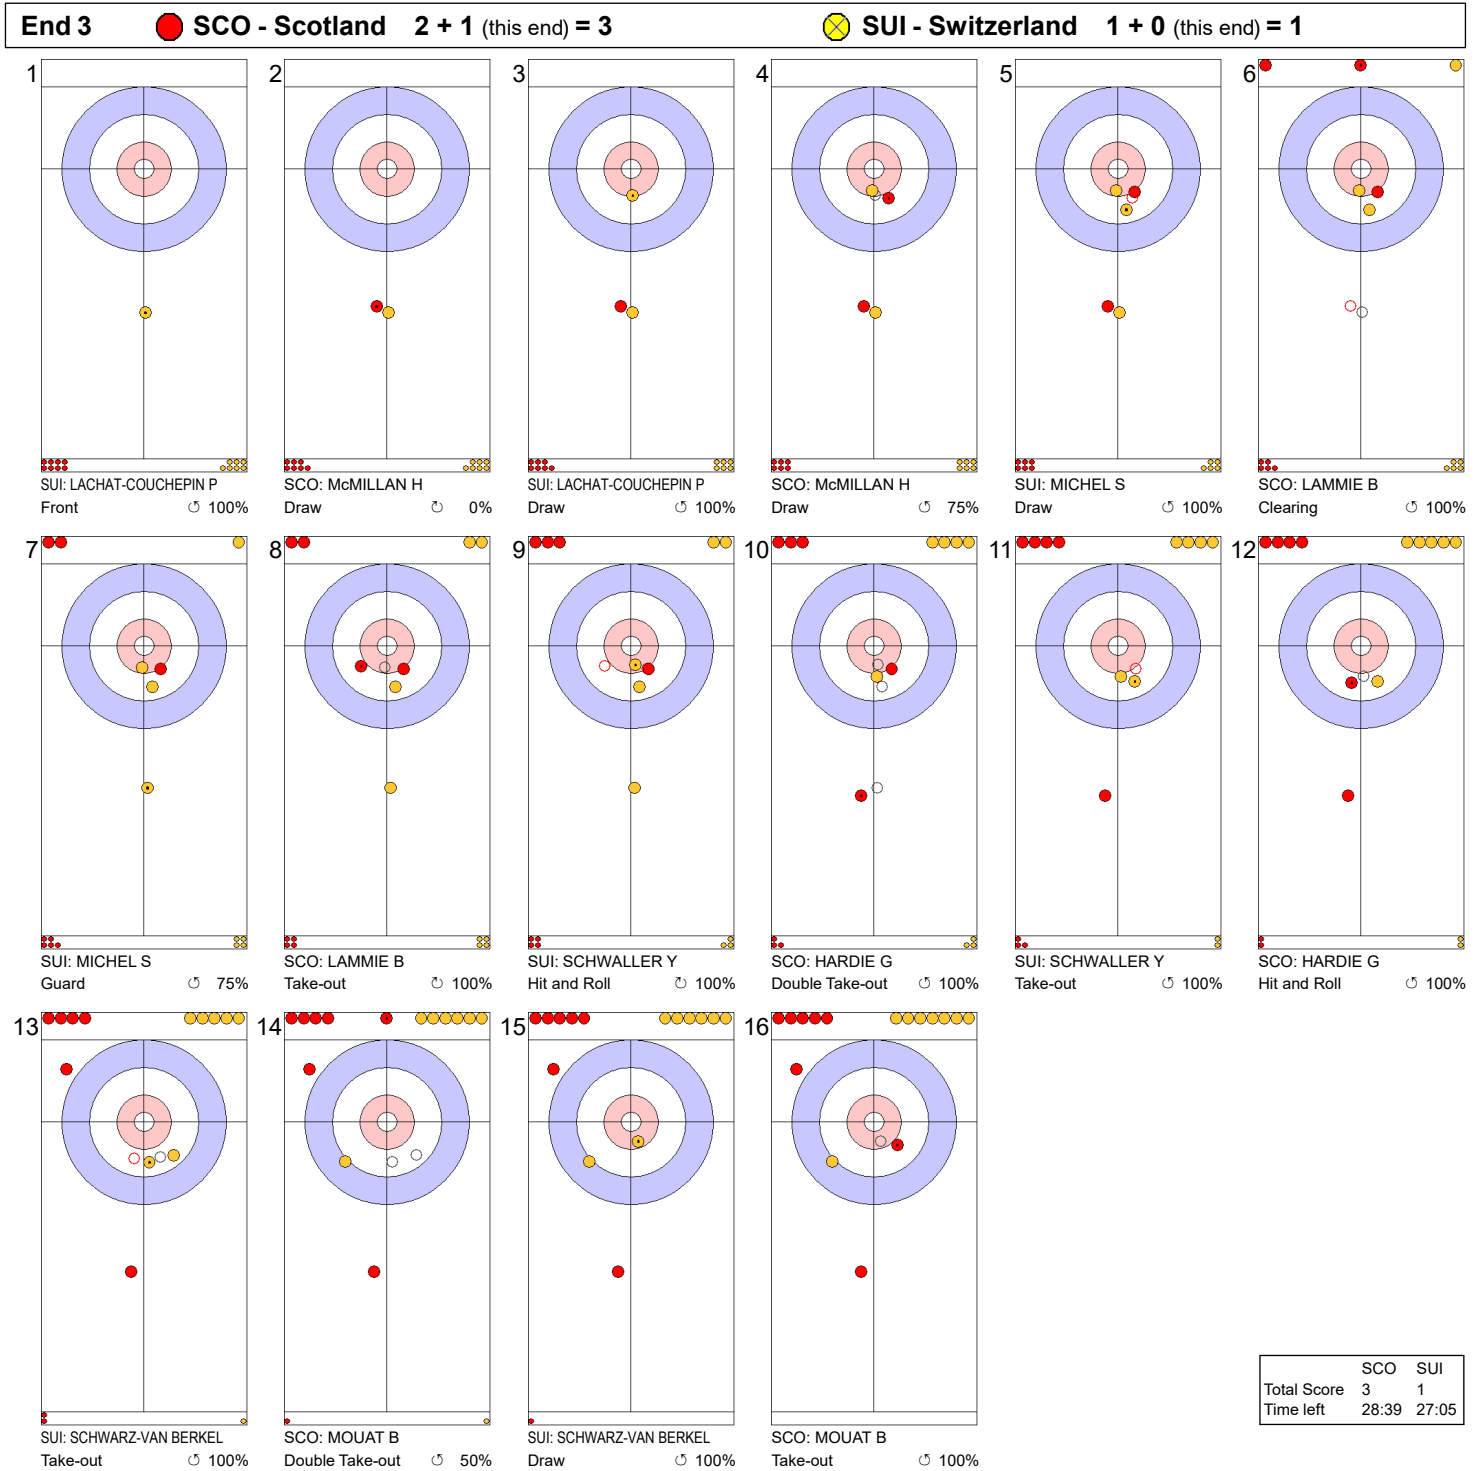 End 3 SCO - Scotland 2 + 1 (this end) = 3 SUI - Switzerland 1 + 0 (this end) = 1
1 2 3 4 5 6
SUI: LACHAT-COUCHEPIN P SCO: McMILLAN H SUI: LACHAT-COUCHEPIN P SCO: McMILLAN H SUI: MICHEL S SCO: LAMMIE B
Front ↺ 100% Draw ↻ 0% Draw ↺ 100% Draw ↺ 75% Draw ↺ 100% Clearing ↺ 100%
7 8 9 10 11 12
SUI: MICHEL S SCO: LAMMIE B SUI: SCHWALLER Y SCO: HARDIE G SUI: SCHWALLER Y SCO: HARDIE G
Guard ↺ 75% Take-out ↻ 100% Hit and Roll ↻ 100% Double Take-out ↺ 100% Take-out ↺ 100% Hit and Roll ↺ 100%
13 14 15 16
SUI: SCHWARZ-VAN BERKEL SCO: MOUAT B SUI: SCHWARZ-VAN BERKEL SCO: MOUAT B
Take-out ↺ 100% Double Take-out ↺ 50% Draw ↺ 100% Take-out ↺ 100%
SCO SUI
Total Score 3 1
Time left 28:39 27:05